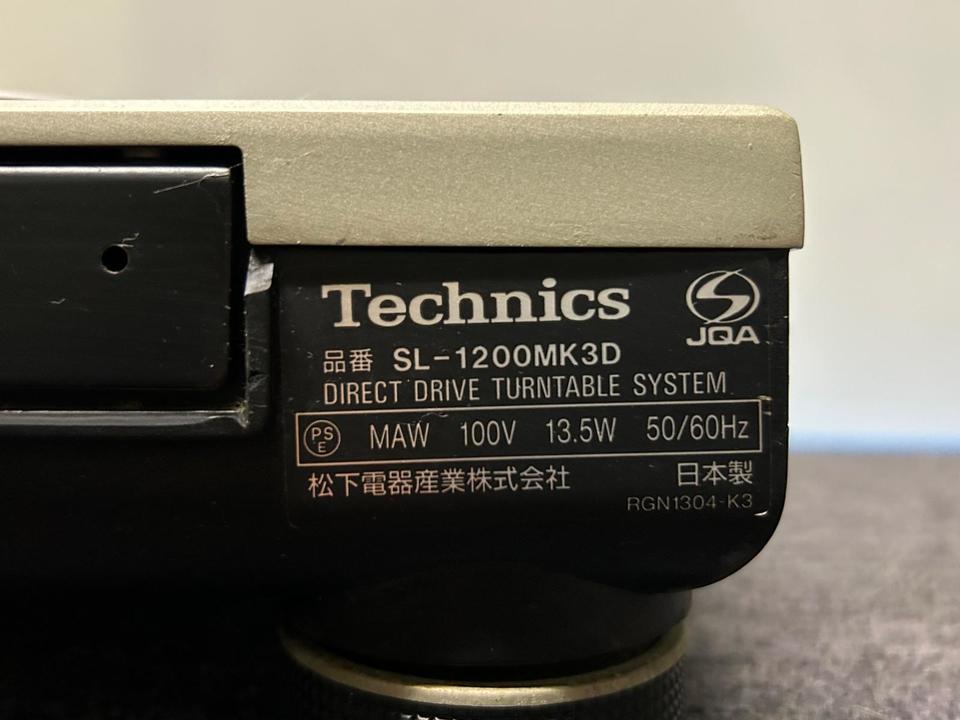 Technics
JQA
品番 SL-1200MK3D
DIRECT DRIVE TURNTABLE SYSTEM
PS E MAW 100V 13.5W 50/60Hz
松下電器産業株式会社 日本製
RGN1304-K3